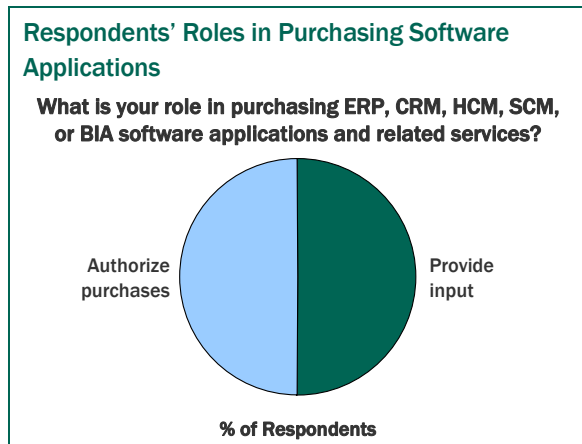 Respondents’ Roles in Purchasing Software
Applications
What is your role in purchasing ERP, CRM, HCM, SCM,
or BIA software applications and related services?
Authorize
purchases
Provide
input
% of Respondents